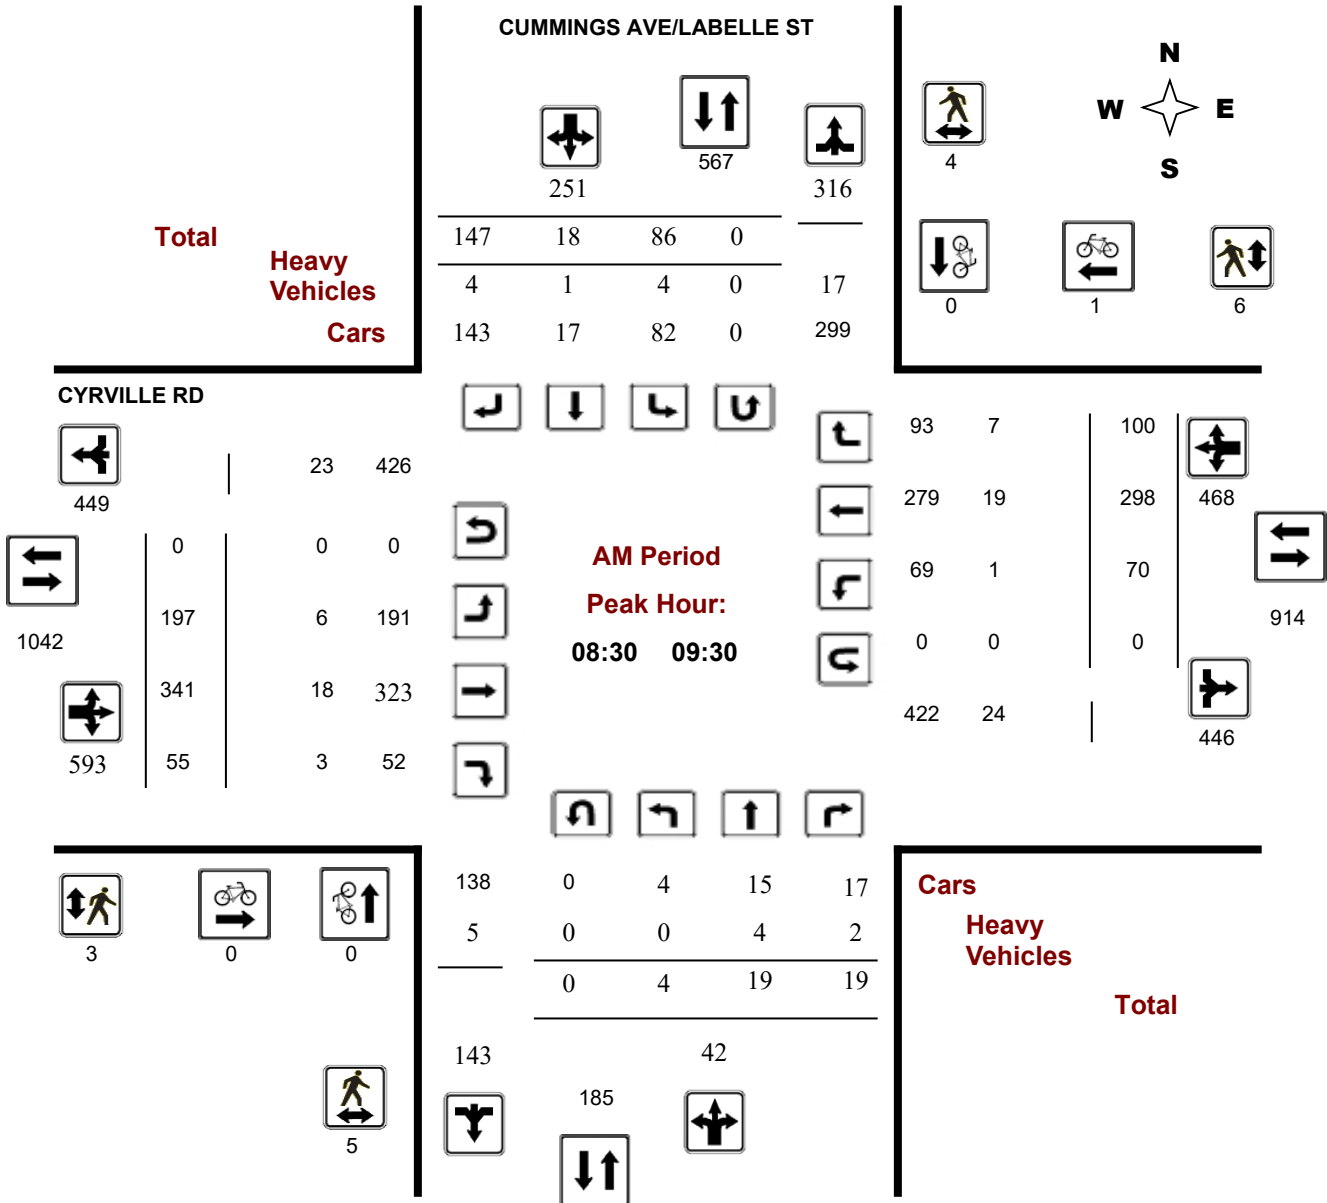 CUMMINGS AVE/LABELLE ST
N
W E
S
567
4
251 316
Total
147 18 86 0
Heavy
Vehicles
4 1 4 0 17
Cars
143 17 82 0 299
0 1 6
CYRVILLE RD
93 7 100
23 426
449
279 19 298 468
0 0 0
AM Period
69 1 70
Peak Hour:
197 6 191
914
1042
08:30 09:30
0 0 0
341 18 323
422 24
446
593 55 3 52
138 0 4 15 17
Cars
5 0 0 4 2
Heavy
Vehicles
3 0 0
0 4 19 19
Total
143 42
185
5